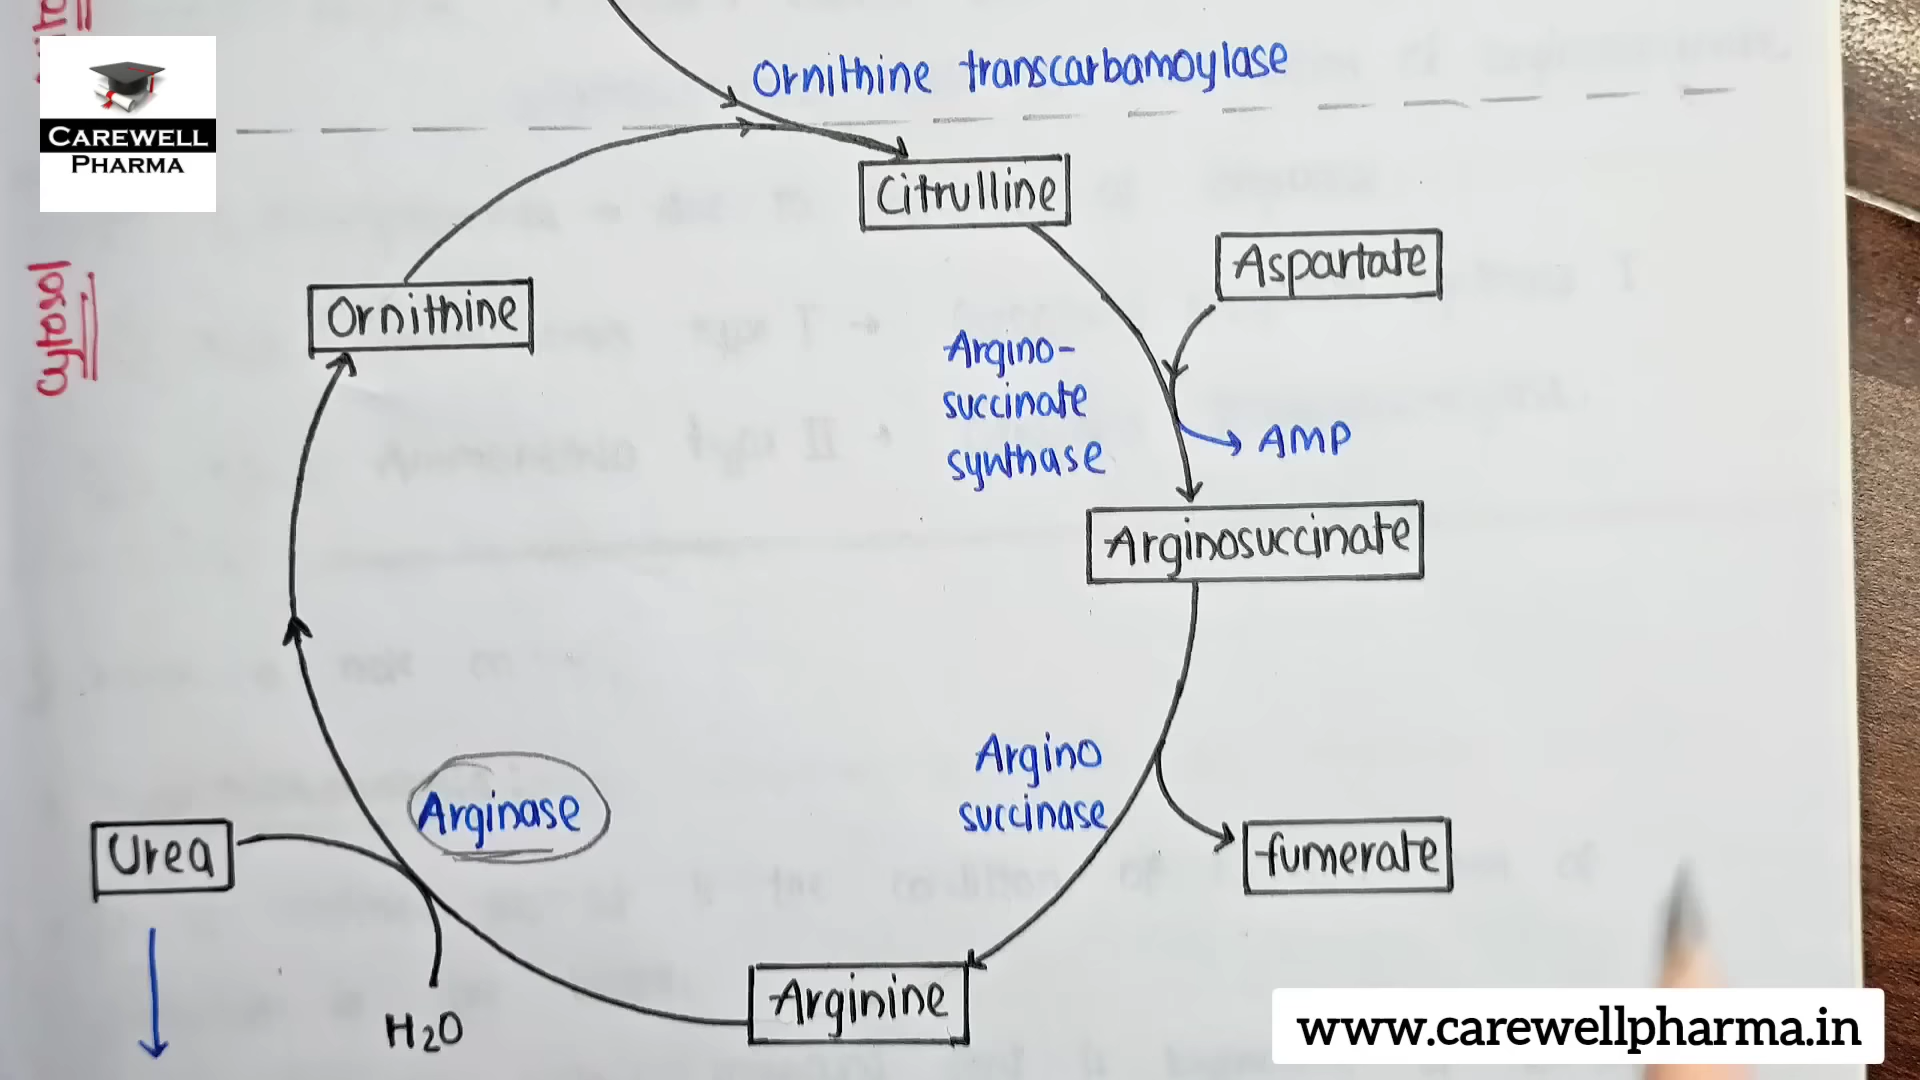 Ornithine transcarbamoylase
CAREWELL
PHARMA
Citrulline
Aspartate
Cytosol
Ornithine
Argino-
succinate
synthase
AMP
Arginosuccinate
Argino
succinase
Arginase
Urea
fumerate
Arginine
H2O
www.carewellpharma.in